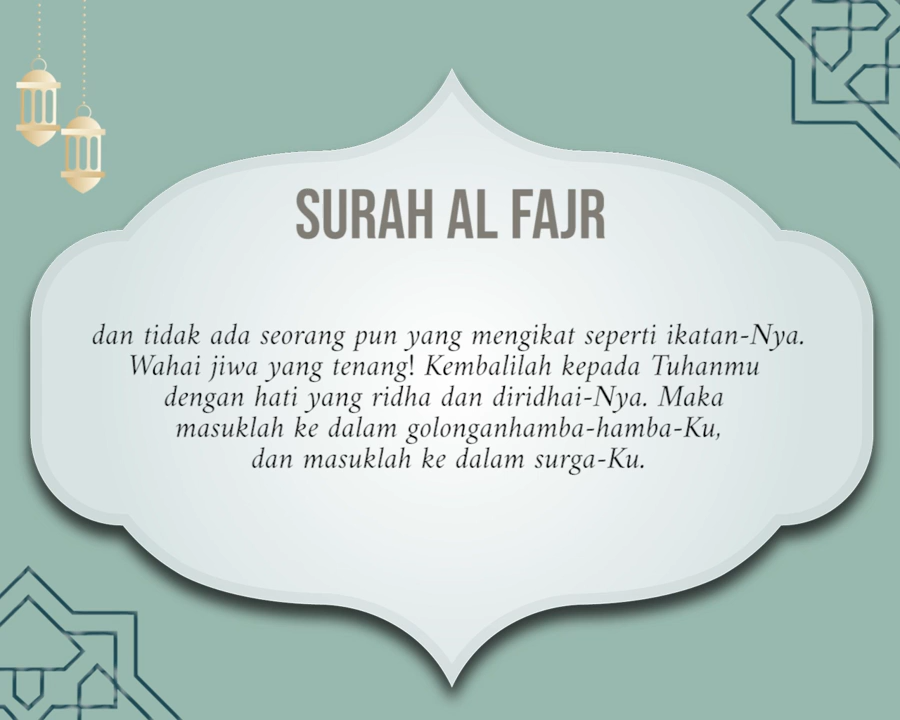 SURAH AL FAJR
dan tidak ada seorang pun yang mengikat seperti ikatan-Nya.
Wahai jiwa yang tenang! Kembalilah kepada Tuhanmu
dengan hati yang ridha dan diridhai-Nya. Maka
masuklah ke dalam golonganhamba-hamba-Ku,
dan masuklah ke dalam surga-Ku.